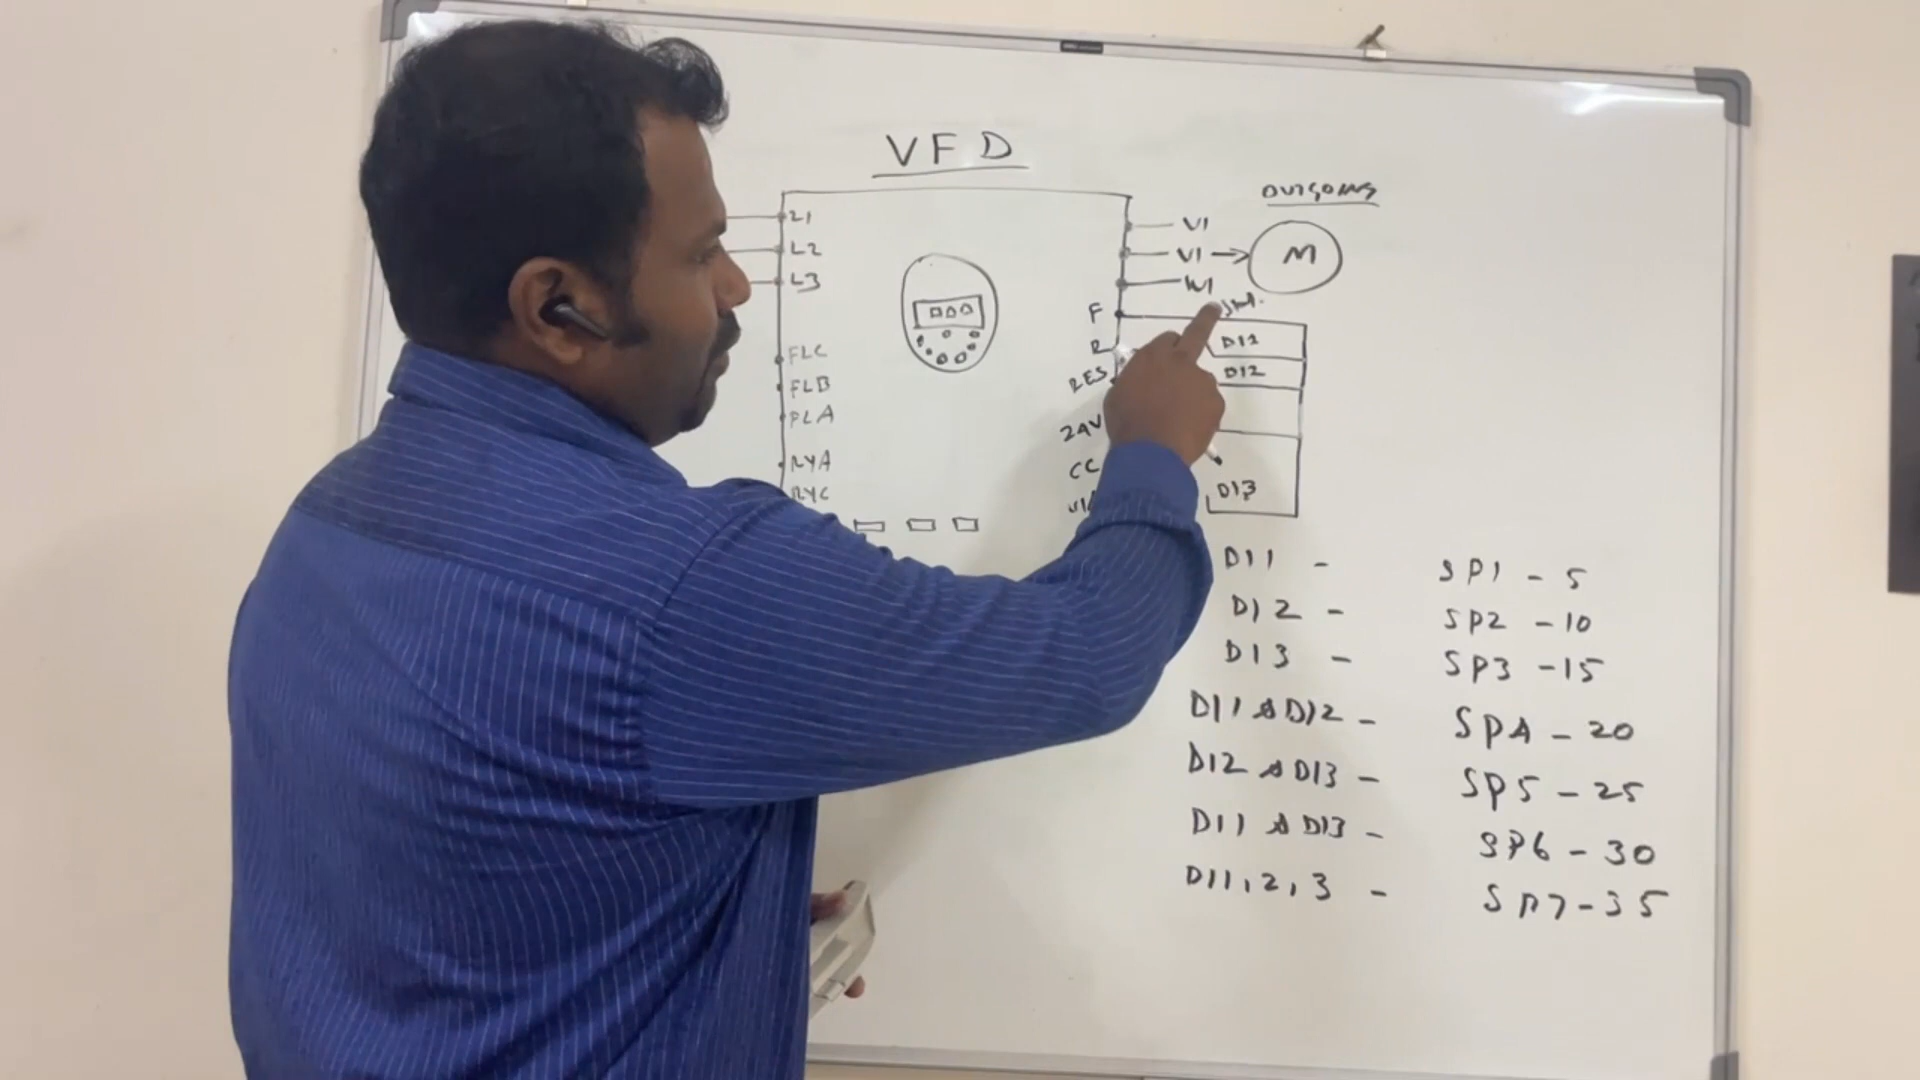 VFD
OUTGOING
L1
L2
L3
FLC
FLB
FLA
RYA
RYC
V1
V1
W1
M
F
R
RES
24V
CC
DI1
DI2
DI3
DI1 - SP1 - 5
DI2 - SP2 - 10
DI3 - SP3 - 15
DI1 & DI2 - SP4 - 20
DI2 & DI3 - SP5 - 25
DI1 & DI3 - SP6 - 30
DI1,2,3 - SP7 - 35